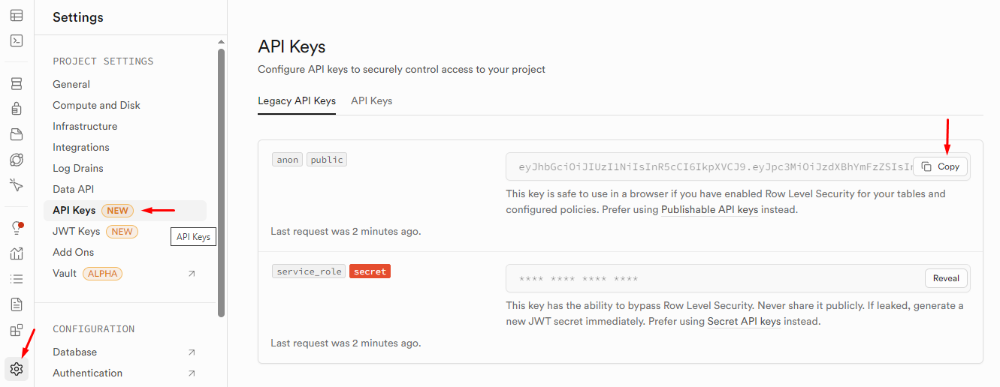 Settings
PROJECT SETTINGS
General
Compute and Disk
Infrastructure
Integrations
Log Drains
Data API
API Keys NEW
JWT Keys NEW
API Keys
Add Ons
Vault ALPHA
CONFIGURATION
Database
Authentication
API Keys
Configure API keys to securely control access to your project
Legacy API Keys API Keys
anon public
eyJhbGciOiJIUzI1NiIsInR5cCI6IkpXVCJ9.eyJpc3MiOiJzdXBhYmFzZSIsIn Copy
This key is safe to use in a browser if you have enabled Row Level Security for your tables and
configured policies. Prefer using Publishable API keys instead.
Last request was 2 minutes ago.
service_role secret
**** **** **** **** Reveal
This key has the ability to bypass Row Level Security. Never share it publicly. If leaked, generate a
new JWT secret immediately. Prefer using Secret API keys instead.
Last request was 2 minutes ago.